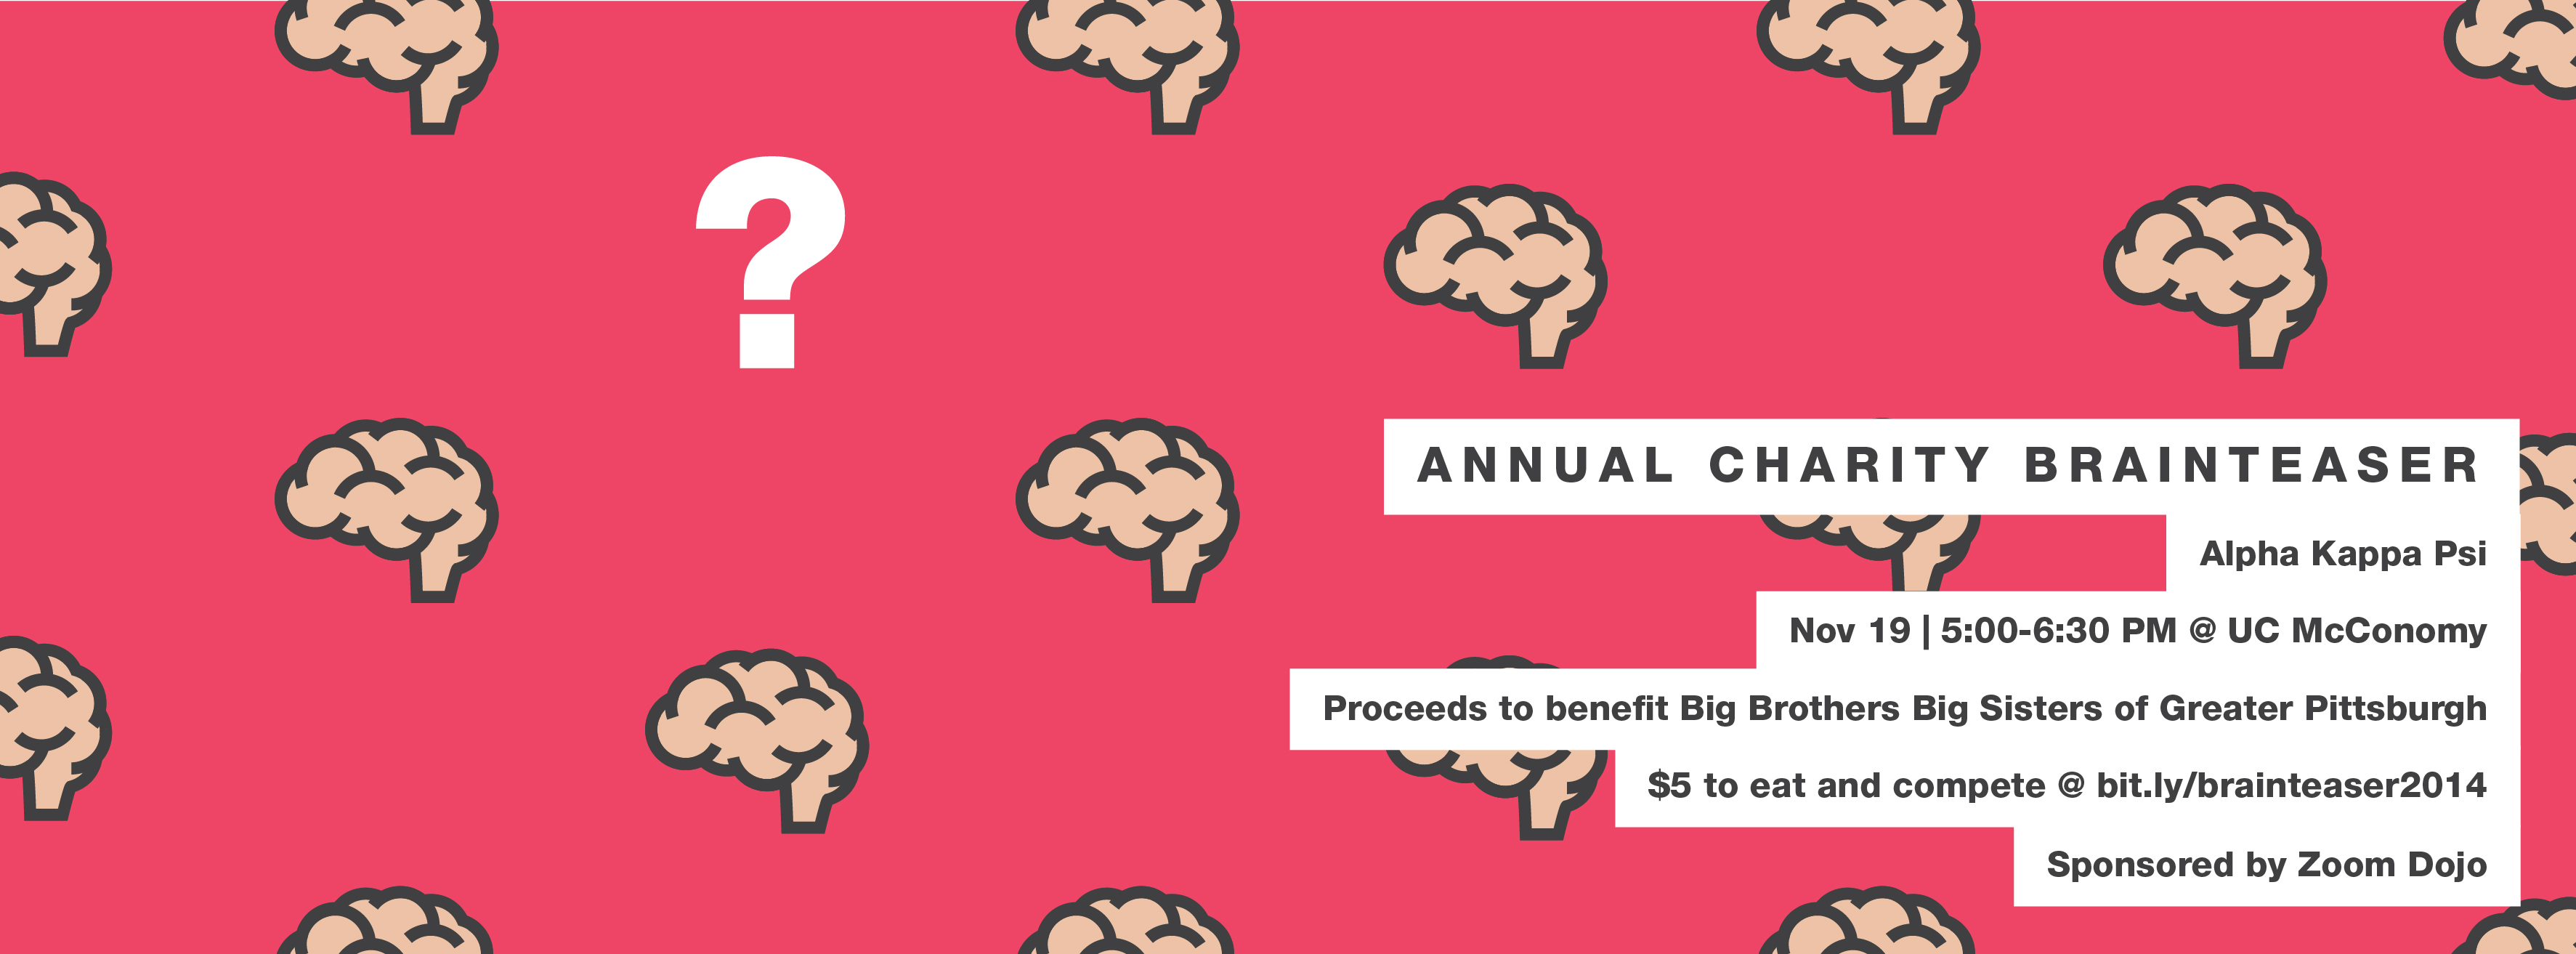 ?
ANNUAL CHARITY BRAINTEASER
Alpha Kappa Psi
Nov 19 | 5:00-6:30 PM @ UC McConomy
Proceeds to benefit Big Brothers Big Sisters of Greater Pittsburgh
$5 to eat and compete @ bit.ly/brainteaser2014
Sponsored by Zoom Dojo